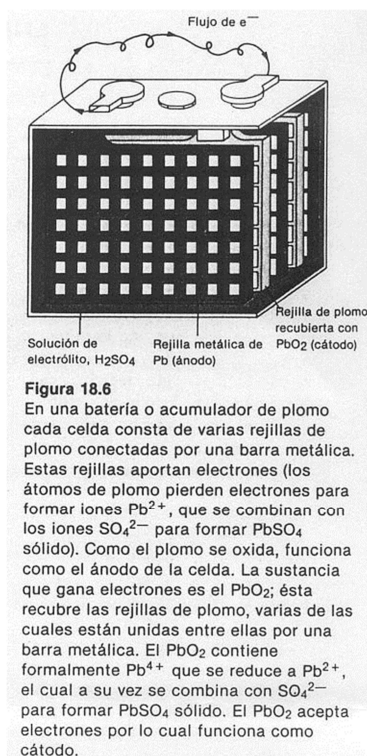 Flujo de e⁻
Solución de
electrólito, H₂SO₄
Rejilla metálica de
Pb (ánodo)
Rejilla de plomo
recubierta con
PbO₂ (cátodo)
Figura 18.6
En una batería o acumulador de plomo
cada celda consta de varias rejillas de
plomo conectadas por una barra metálica.
Estas rejillas aportan electrones (los
átomos de plomo pierden electrones para
formar iones Pb²⁺, que se combinan con
los iones SO₄²⁻ para formar PbSO₄
sólido). Como el plomo se oxida, funciona
como el ánodo de la celda. La sustancia
que gana electrones es el PbO₂; ésta
recubre las rejillas de plomo, varias de las
cuales están unidas entre ellas por una
barra metálica. El PbO₂ contiene
formalmente Pb⁴⁺ que se reduce a Pb²⁺,
el cual a su vez se combina con SO₄²⁻
para formar PbSO₄ sólido. El PbO₂ acepta
electrones por lo cual funciona como
cátodo.